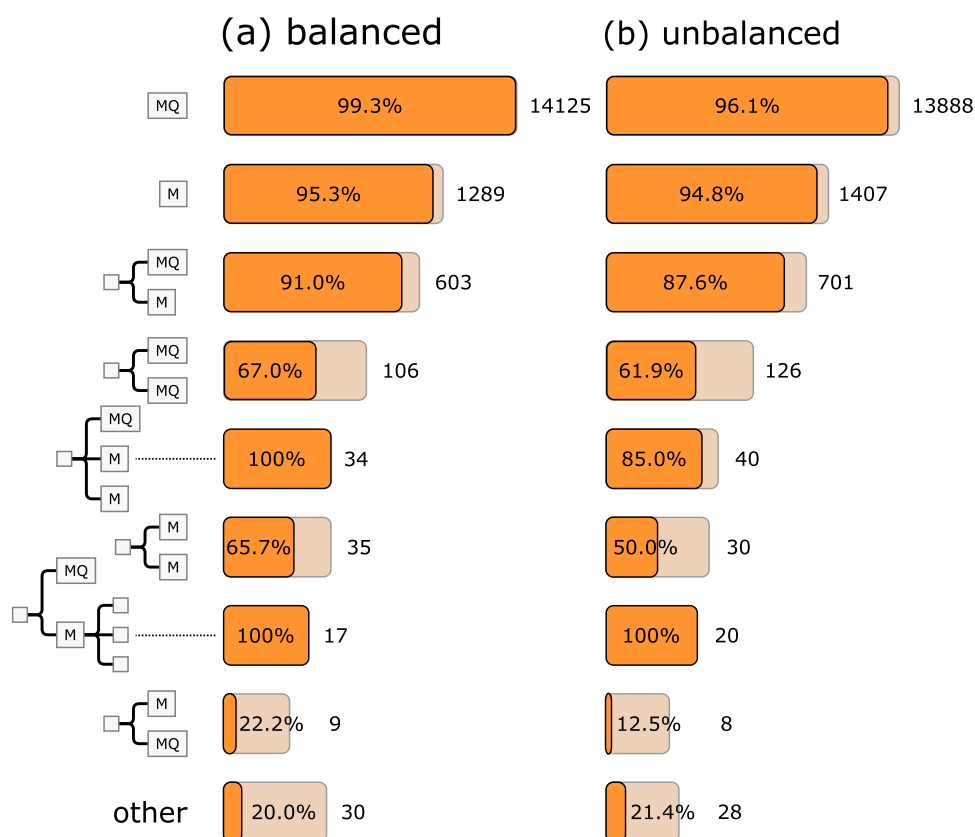 (a) balanced (b) unbalanced
MQ 99.3% 14125 96.1% 13888
M 95.3% 1289 94.8% 1407
MQ
M
91.0% 603 87.6% 701
MQ
MQ
67.0% 106 61.9% 126
MQ
M
M
100% 34 85.0% 40
M
M
65.7% 35 50.0% 30
MQ
M
100% 17 100% 20
M
MQ
22.2% 9 12.5% 8
other 20.0% 30 21.4% 28